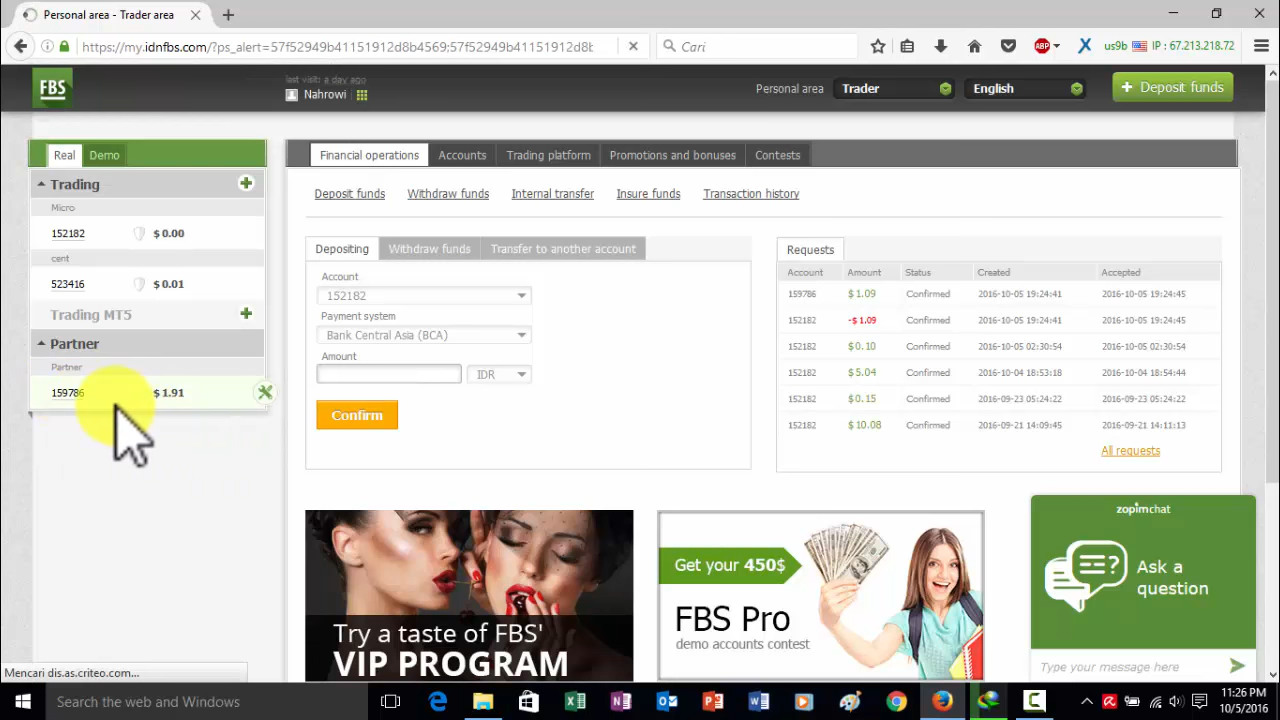 Personal area - Trader area
https://my.idnfbs.com/?ps_alert=57f52949b41151912d8b4569:57f52949b41151912d8b
Cari
ABP
us9b IP : 67.213.218.72
FBS
last visit: a day ago
Nahrowi
Personal area
Trader
English
+ Deposit funds
Real Demo
Trading
Micro
152182 $ 0.00
cent
523416 $ 0.01
Trading MT5
Partner
Partner
159786 $ 1.91
Financial operations Accounts Trading platform Promotions and bonuses Contests
Deposit funds Withdraw funds Internal transfer Insure funds Transaction history
Depositing Withdraw funds Transfer to another account
Account
152182
Payment system
Bank Central Asia (BCA)
Amount
IDR
Confirm
Requests
Account Amount Status Created Accepted
159786 $ 1.09 Confirmed 2016-10-05 19:24:41 2016-10-05 19:24:45
152182 -$ 1.09 Confirmed 2016-10-05 19:24:41 2016-10-05 19:24:45
152182 $ 0.10 Confirmed 2016-10-05 02:30:54 2016-10-05 02:30:54
152182 $ 5.04 Confirmed 2016-10-04 18:53:18 2016-10-04 18:54:44
152182 $ 0.15 Confirmed 2016-09-23 05:24:22 2016-09-23 05:24:22
152182 $ 10.08 Confirmed 2016-09-21 14:09:45 2016-09-21 14:11:13
All requests
Try a taste of FBS'
VIP PROGRAM
Get your 450$
FBS Pro
demo accounts contest
zopimchat
Ask a
question
Type your message here
Mencari dis.as.criteo.com...
Search the web and Windows
11:26 PM
10/5/2016